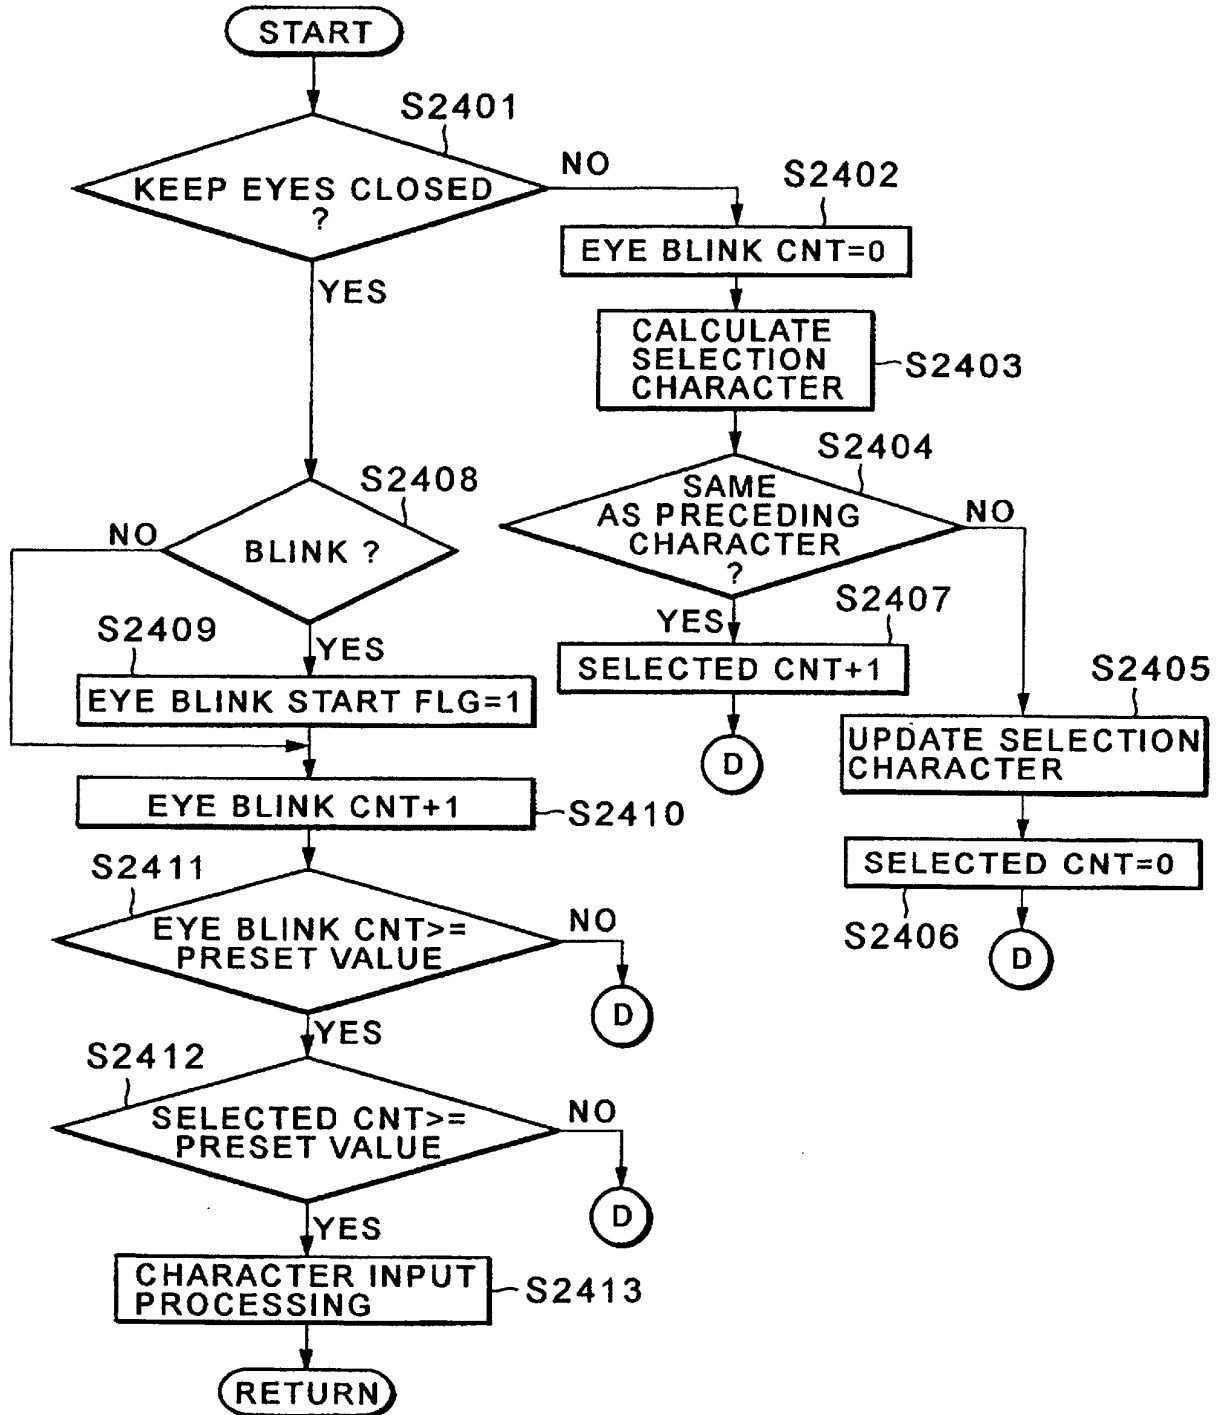 START
S2401
KEEP EYES CLOSED
?
NO
YES
S2402
EYE BLINK CNT=0
CALCULATE
SELECTION
CHARACTER
S2403
S2404
SAME
AS PRECEDING
CHARACTER
?
NO
YES
S2407
SELECTED CNT+1
D
S2405
UPDATE SELECTION
CHARACTER
SELECTED CNT=0
S2406
D
S2408
BLINK ?
NO
YES
S2409
EYE BLINK START FLG=1
EYE BLINK CNT+1
S2410
S2411
EYE BLINK CNT>=
PRESET VALUE
NO
D
YES
S2412
SELECTED CNT>=
PRESET VALUE
NO
D
YES
CHARACTER INPUT
PROCESSING
S2413
RETURN